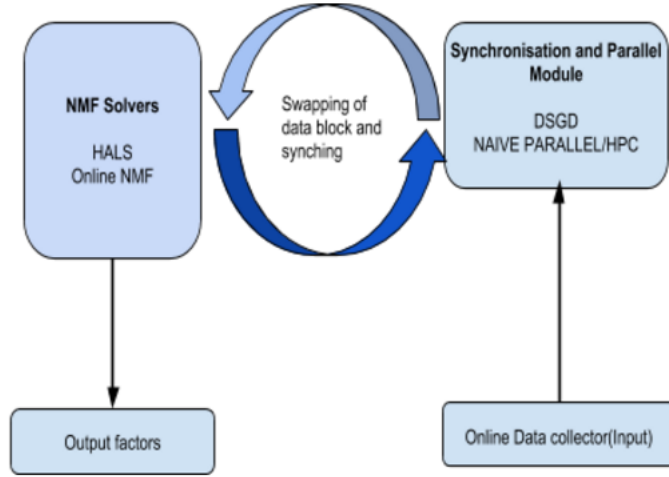 NMF Solvers
HALS
Online NMF
Swapping of
data block and
synching
Synchronisation and Parallel
Module
DSGD
NAIVE PARALLEL/HPC
Output factors
Online Data collector(Input)